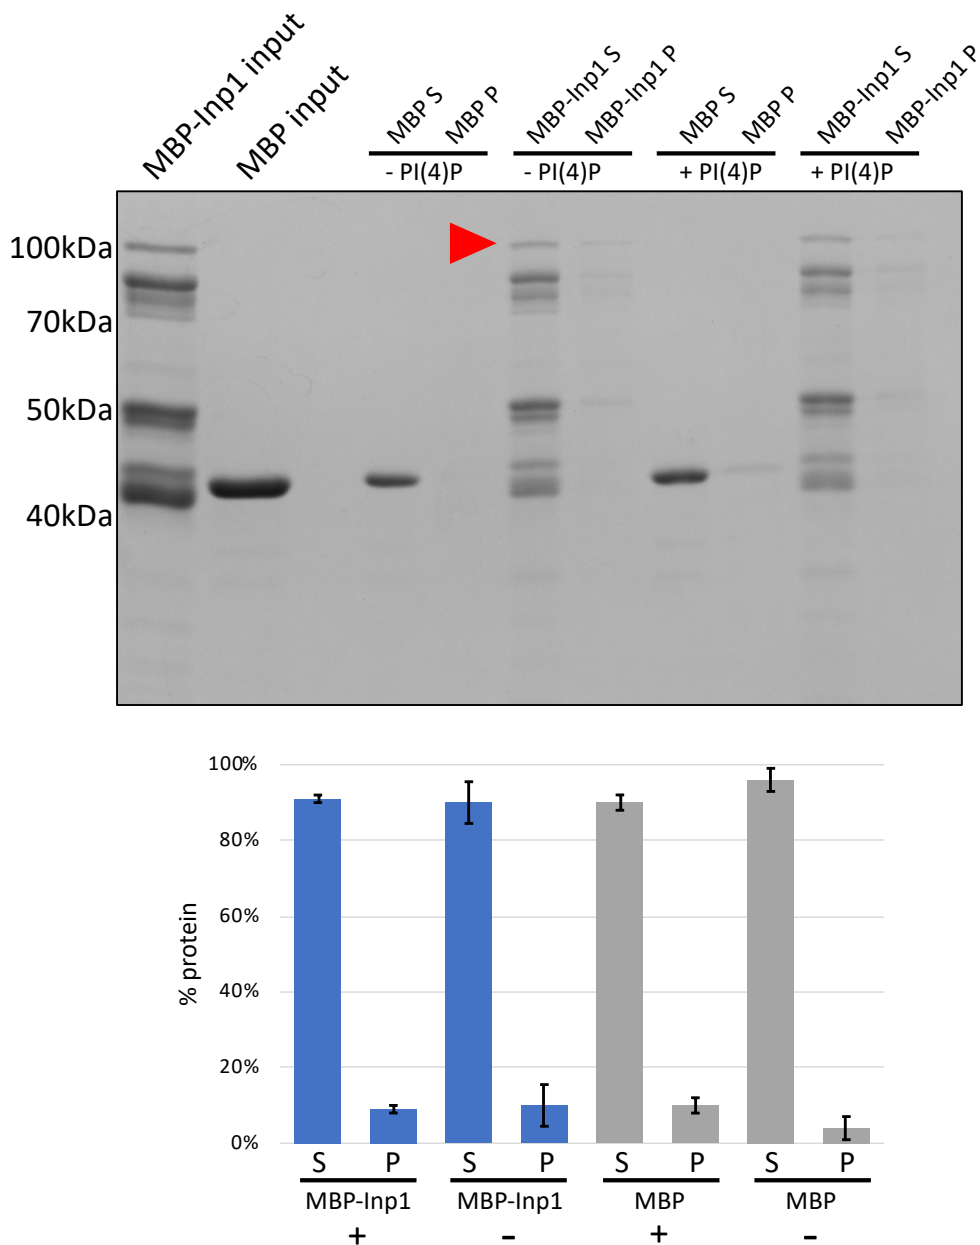 MBP-Inp1 input
MBP input
MBP S
MBP P
MBP-Inp1 S
MBP-Inp1 P
MBP S
MBP P
MBP-Inp1 S
MBP-Inp1 P
- PI(4)P
- PI(4)P
+ PI(4)P
+ PI(4)P
100kDa
70kDa
50kDa
40kDa
100%
80%
60%
40%
20%
0%
% protein
S P S P S P S P
MBP-Inp1 MBP-Inp1 MBP MBP
+ - + -